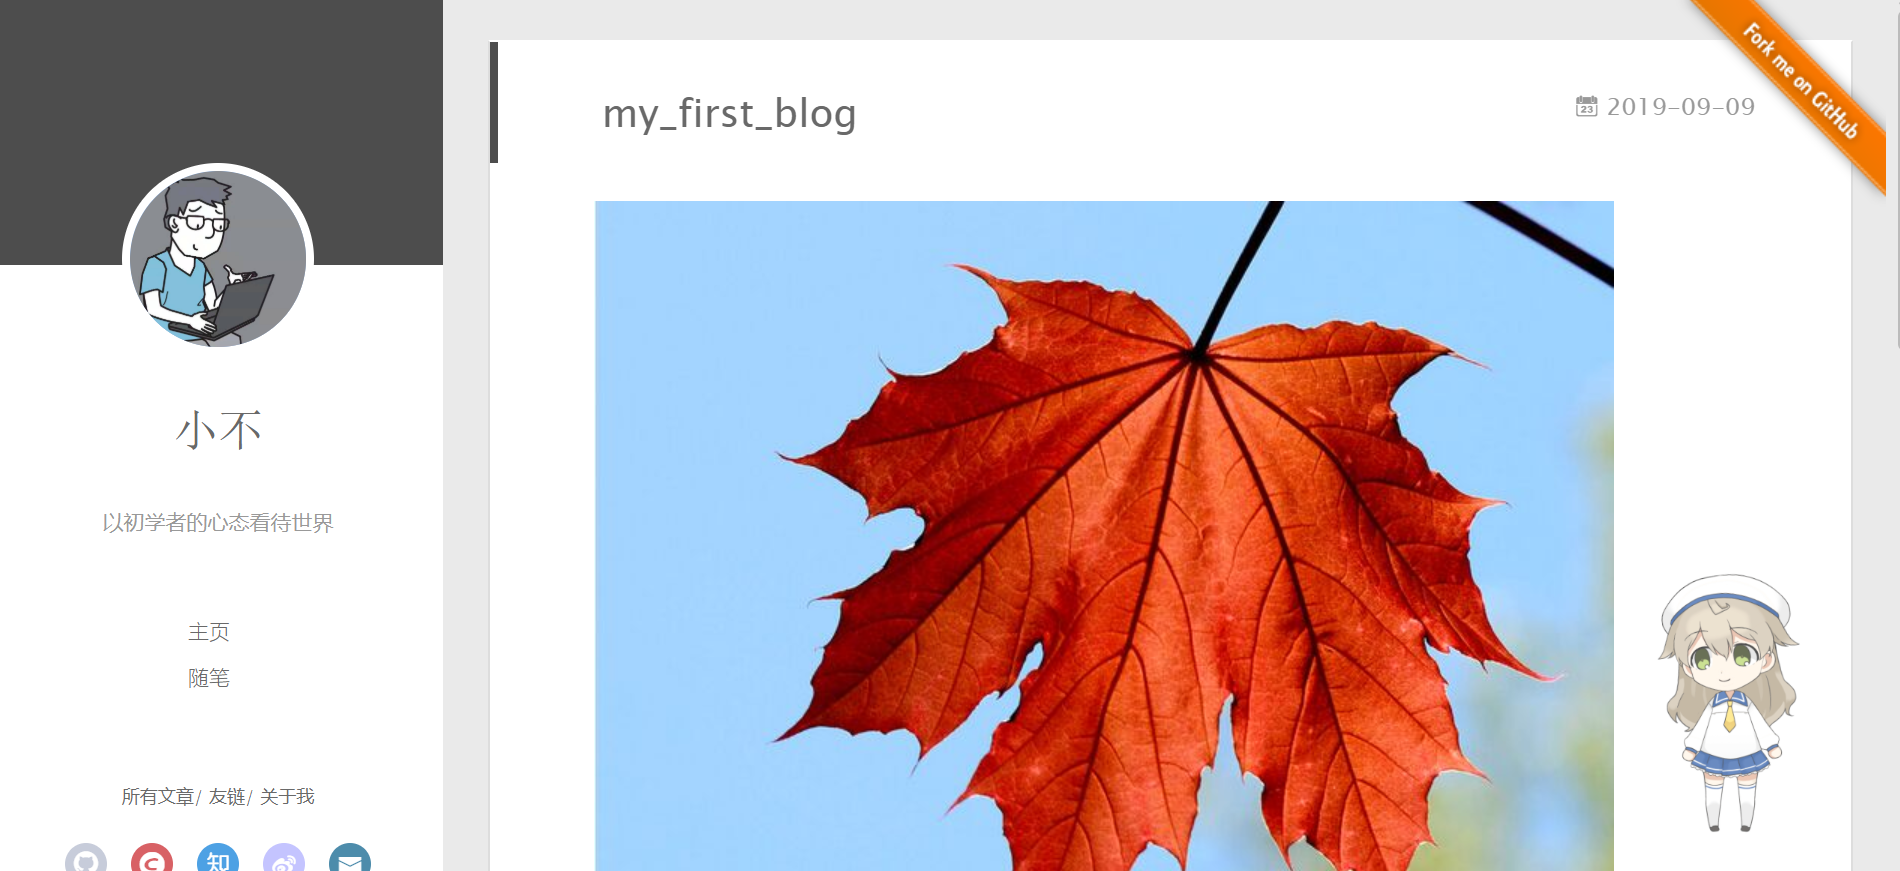 小不
以初学者的心态看待世界
主页
随笔
所有文章/ 友链/ 关于我
知
my_first_blog
23 2019-09-09
Fork me on GitHub